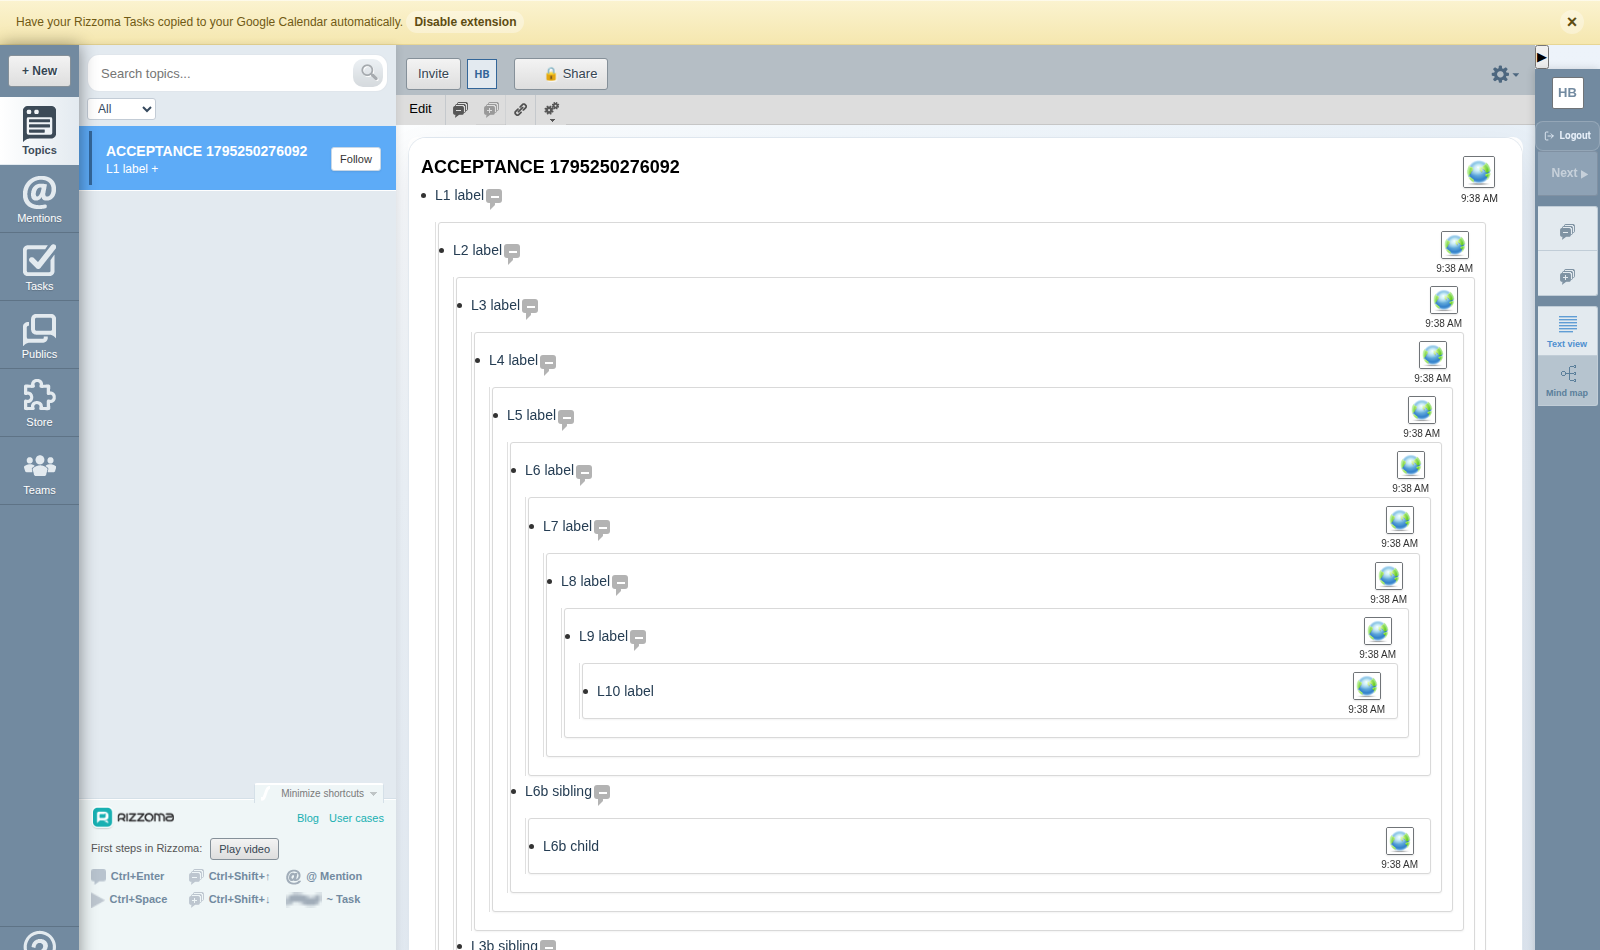 Have your Rizzoma Tasks copied to your Google Calendar automatically. Disable extension ×
+ New
Topics
Mentions
Tasks
Publics
Store
Teams
Search topics...
All
ACCEPTANCE 1795250276092
L1 label +
Follow
Minimize shortcuts
RIZZOMA
Blog User cases
First steps in Rizzoma: Play video
Ctrl+Enter Ctrl+Shift+↑ @ Mention
Ctrl+Space Ctrl+Shift+↓ ~ Task
Invite HB Share
Edit
ACCEPTANCE 1795250276092
9:38 AM
L1 label
L2 label
9:38 AM
L3 label
9:38 AM
L4 label
9:38 AM
L5 label
9:38 AM
L6 label
9:38 AM
L7 label
9:38 AM
L8 label
9:38 AM
L9 label
9:38 AM
L10 label
9:38 AM
L6b sibling
L6b child
9:38 AM
L3b sibling
HB
Logout
Next
Text view
Mind map